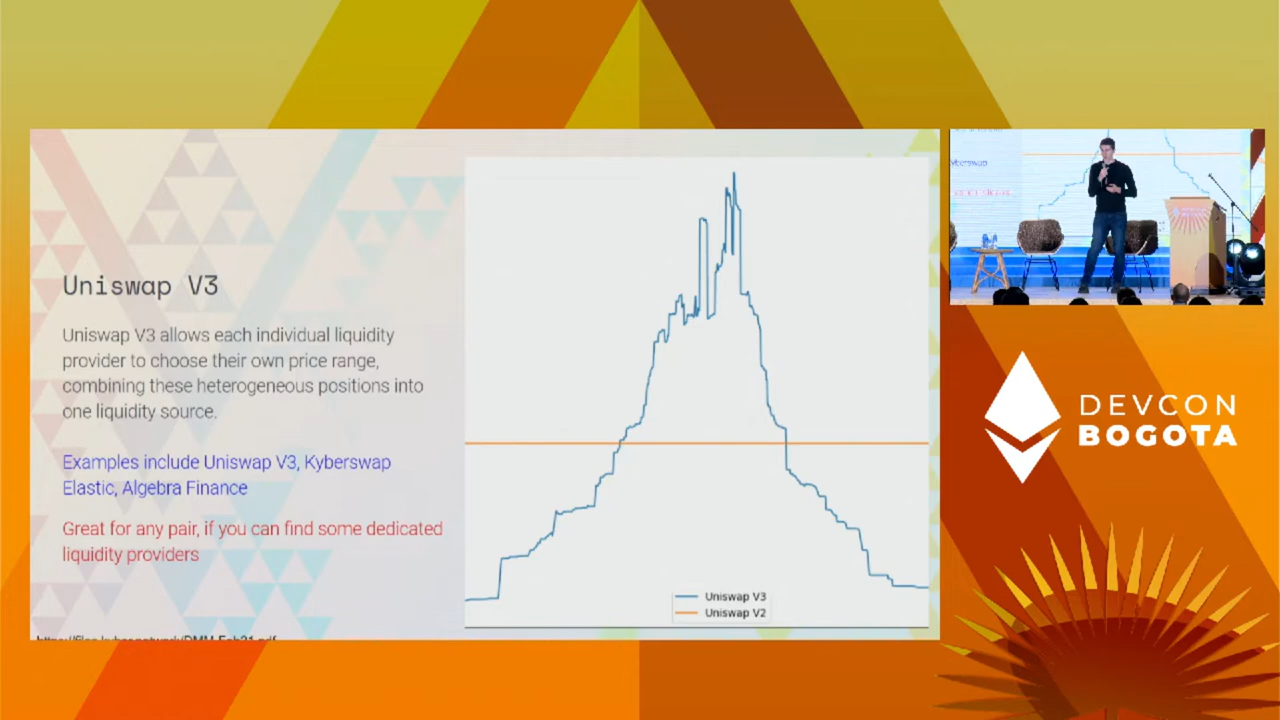 Uniswap V3
Uniswap V3 allows each individual liquidity
provider to choose their own price range,
combining these heterogeneous positions into
one liquidity source.
Examples include Uniswap V3, Kyberswap
Elastic, Algebra Finance
Great for any pair, if you can find some dedicated
liquidity providers
Uniswap V3
Uniswap V2
DEVCON
BOGOTA